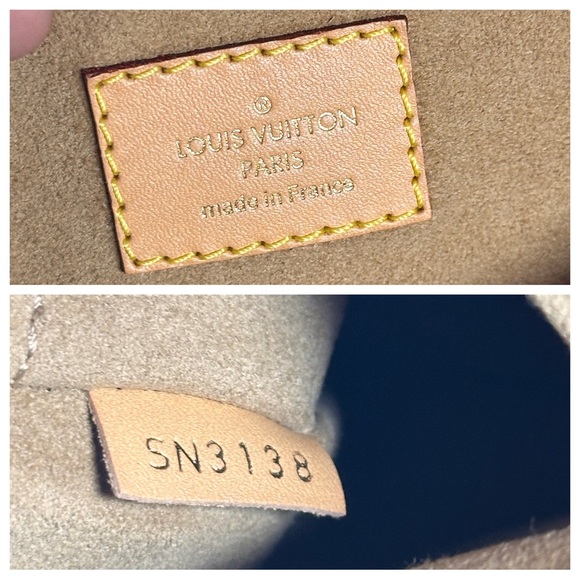 ®
LOUIS VUITTON
PARIS
made in France
SN3138